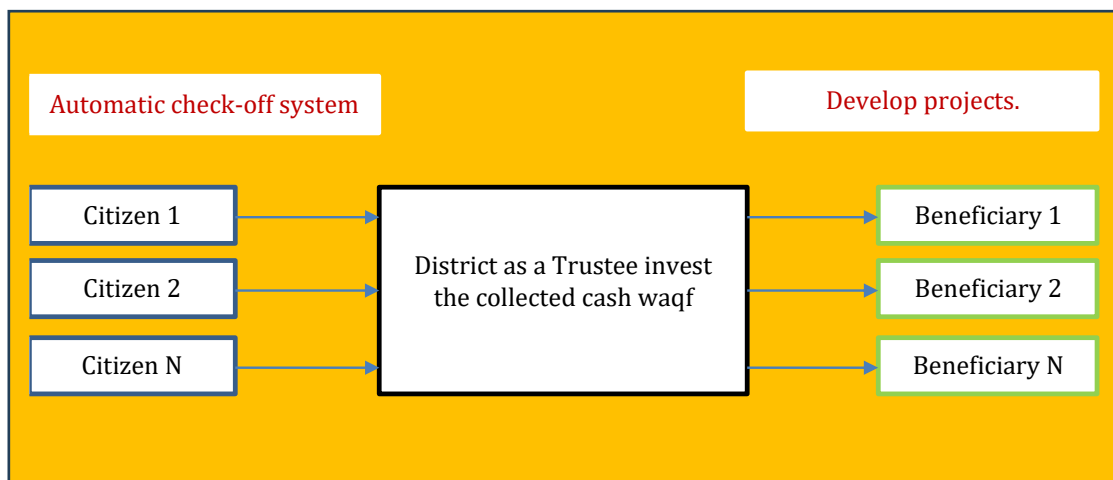 Automatic check-off system
Develop projects.
Citizen 1
District as a Trustee invest
the collected cash waqf
Beneficiary 1
Citizen 2
Beneficiary 2
Citizen N
Beneficiary N